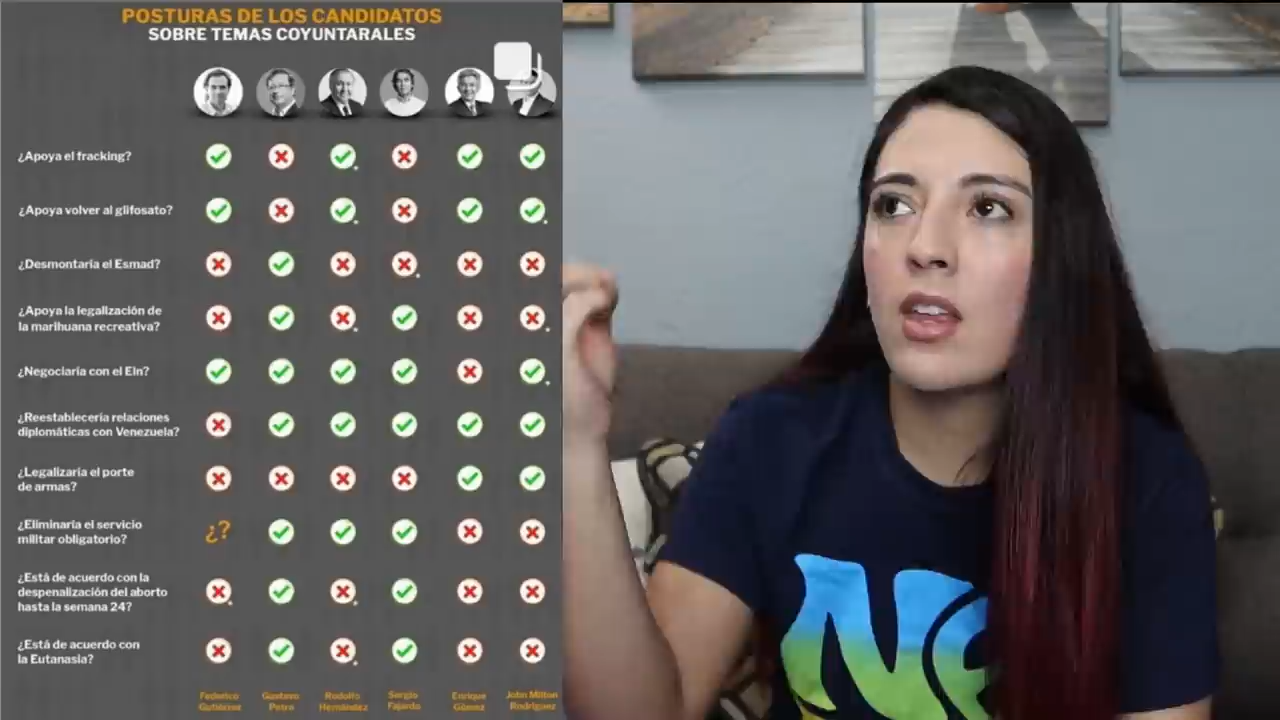 POSTURAS DE LOS CANDIDATOS
SOBRE TEMAS COYUNTARALES
¿Apoya el fracking?
¿Apoya volver al glifosato?
¿Desmontaría el Esmad?
¿Apoya la legalización de
la marihuana recreativa?
¿Negociaría con el Eln?
¿Reestablecería relaciones
diplomáticas con Venezuela?
¿Legalizaría el porte
de armas?
¿Eliminaría el servicio
militar obligatorio?
¿?
¿Está de acuerdo con la
despenalización del aborto
hasta la semana 24?
¿Está de acuerdo con
la Eutanasia?
Federico
Gutiérrez
Gustavo
Petro
Rodolfo
Hernández
Sergio
Fajardo
Enrique
Gómez
John Milton
Rodríguez